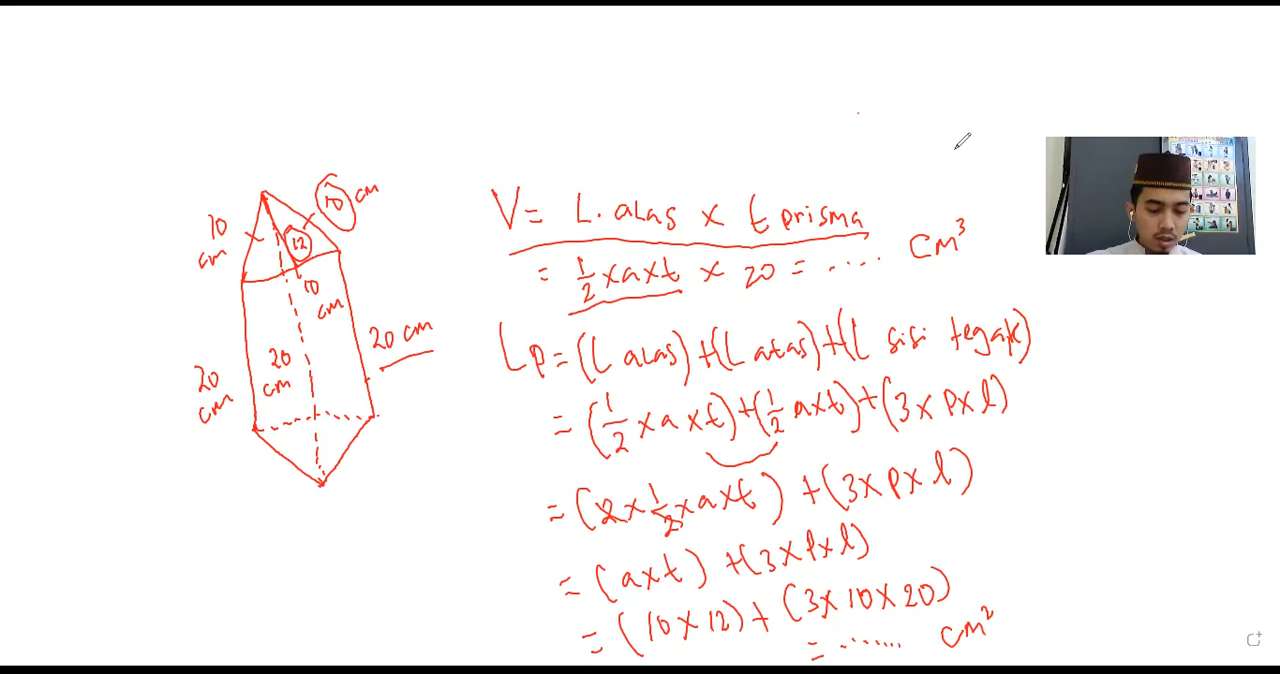 10 cm
10 cm
12
10 cm
20 cm
20 cm
20 cm
V = L. alas x t prisma
= 1/2 x a x t x 20 = ..... cm³
Lp = (L alas) + (L atas) + (L sisi tegak)
= (1/2 x a x t) + (1/2 a x t) + (3 x p x l)
= (2 x 1/2 x a x t) + (3 x p x l)
= (a x t) + (3 x p x l)
= (10 x 12) + (3 x 10 x 20)
= ....... cm²